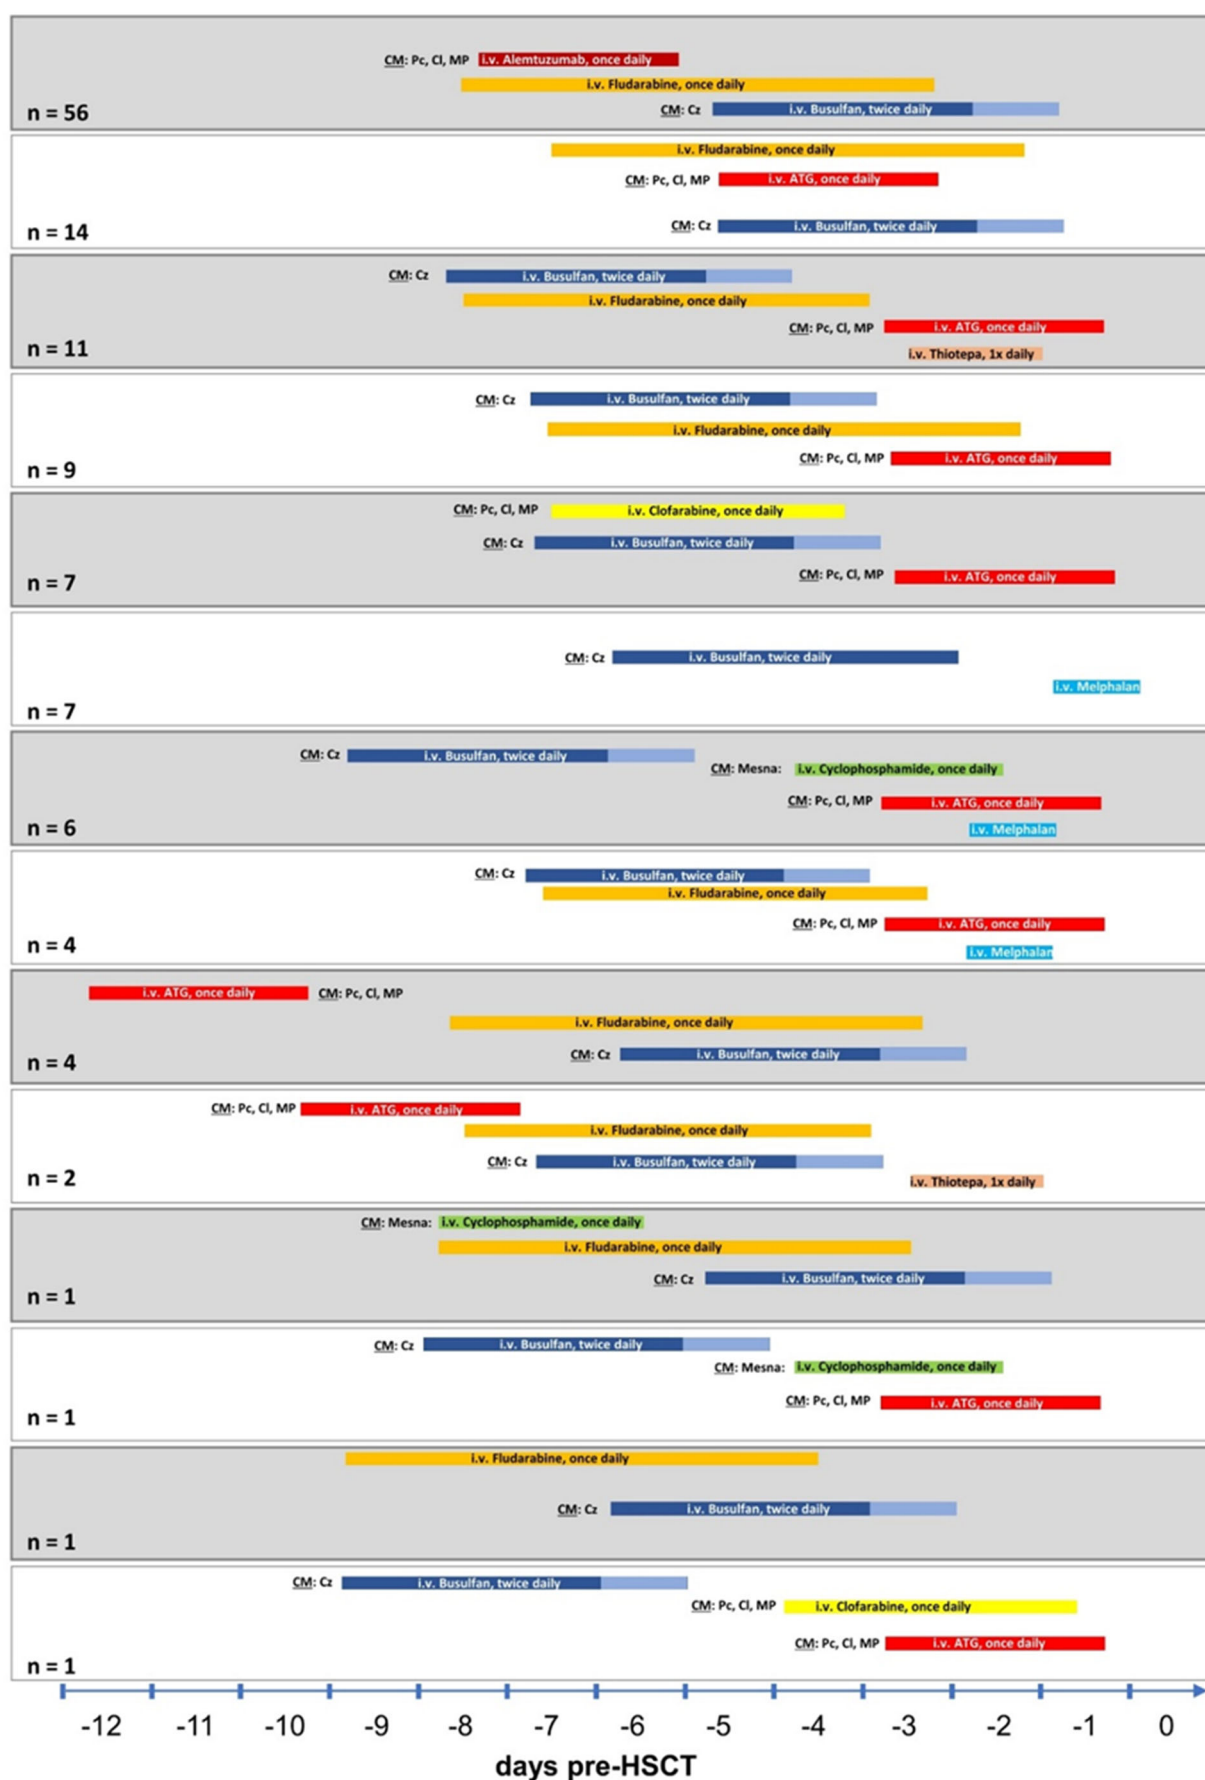 CM: Pc, Cl, MP i.v. Alemtuzumab, once daily
i.v. Fludarabine, once daily
CM: Cz i.v. Busulfan, twice daily
n = 56
i.v. Fludarabine, once daily
CM: Pc, Cl, MP i.v. ATG, once daily
CM: Cz i.v. Busulfan, twice daily
n = 14
CM: Cz i.v. Busulfan, twice daily
i.v. Fludarabine, once daily
CM: Pc, Cl, MP i.v. ATG, once daily
i.v. Thiotepa, 1x daily
n = 11
CM: Cz i.v. Busulfan, twice daily
i.v. Fludarabine, once daily
CM: Pc, Cl, MP i.v. ATG, once daily
n = 9
CM: Pc, Cl, MP i.v. Clofarabine, once daily
CM: Cz i.v. Busulfan, twice daily
CM: Pc, Cl, MP i.v. ATG, once daily
n = 7
CM: Cz i.v. Busulfan, twice daily
i.v. Melphalan
n = 7
CM: Cz i.v. Busulfan, twice daily
CM: Mesna: i.v. Cyclophosphamide, once daily
CM: Pc, Cl, MP i.v. ATG, once daily
i.v. Melphalan
n = 6
CM: Cz i.v. Busulfan, twice daily
i.v. Fludarabine, once daily
CM: Pc, Cl, MP i.v. ATG, once daily
i.v. Melphalan
n = 4
i.v. ATG, once daily CM: Pc, Cl, MP
i.v. Fludarabine, once daily
CM: Cz i.v. Busulfan, twice daily
n = 4
CM: Pc, Cl, MP i.v. ATG, once daily
i.v. Fludarabine, once daily
CM: Cz i.v. Busulfan, twice daily
i.v. Thiotepa, 1x daily
n = 2
CM: Mesna: i.v. Cyclophosphamide, once daily
i.v. Fludarabine, once daily
CM: Cz i.v. Busulfan, twice daily
n = 1
CM: Cz i.v. Busulfan, twice daily
CM: Mesna: i.v. Cyclophosphamide, once daily
CM: Pc, Cl, MP i.v. ATG, once daily
n = 1
i.v. Fludarabine, once daily
CM: Cz i.v. Busulfan, twice daily
n = 1
CM: Cz i.v. Busulfan, twice daily
CM: Pc, Cl, MP i.v. Clofarabine, once daily
CM: Pc, Cl, MP i.v. ATG, once daily
n = 1
-12 -11 -10 -9 -8 -7 -6 -5 -4 -3 -2 -1 0
days pre-HSCT